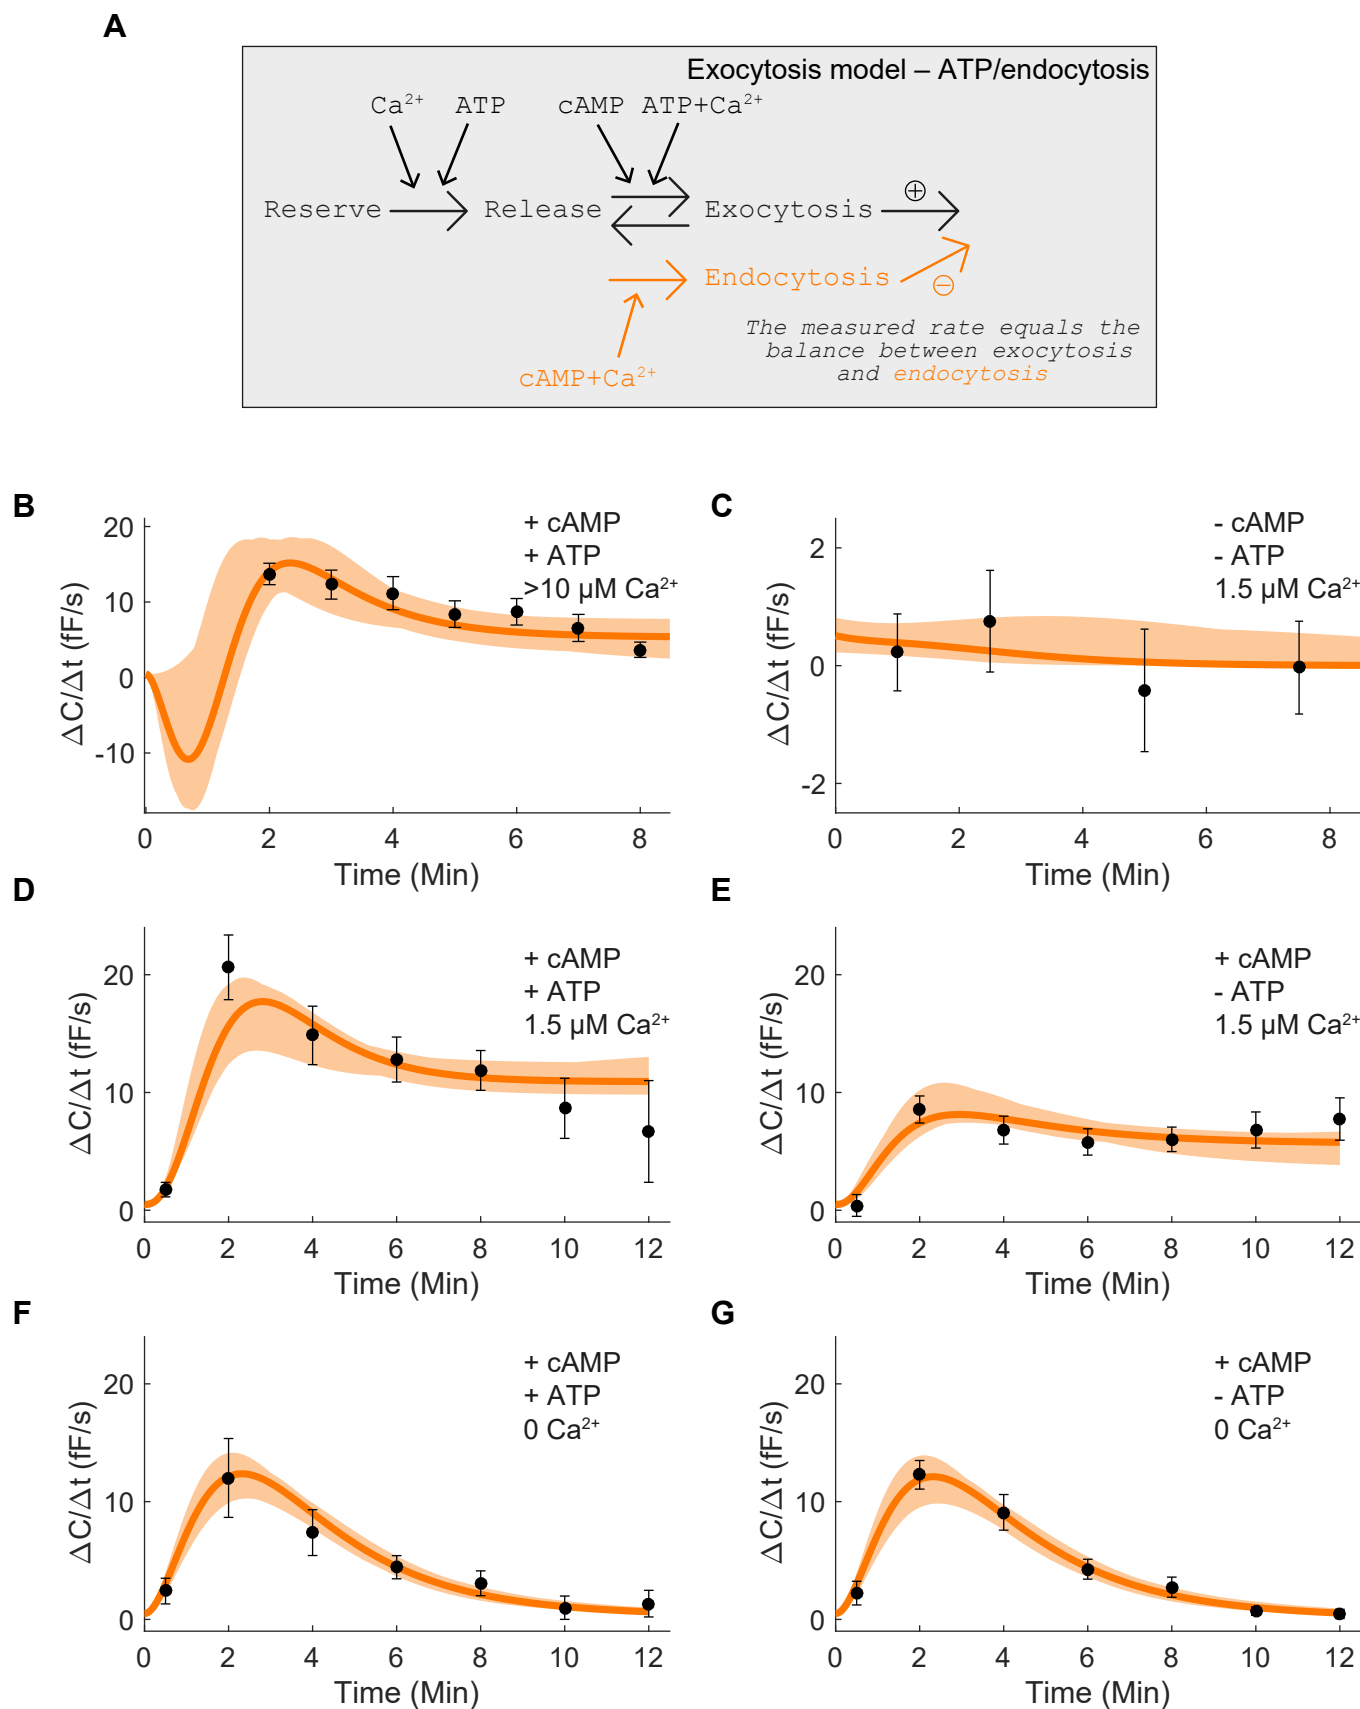 A
Exocytosis model – ATP/endocytosis
Ca²⁺ ATP cAMP ATP+Ca²⁺
Reserve Release Exocytosis ⊕
Endocytosis ⊖
cAMP+Ca²⁺
The measured rate equals the
balance between exocytosis
and endocytosis
B
+ cAMP
+ ATP
>10 µM Ca²⁺
ΔC/Δt (fF/s)
20
10
0
-10
0 2 4 6 8
Time (Min)
C
- cAMP
- ATP
1.5 µM Ca²⁺
ΔC/Δt (fF/s)
2
0
-2
0 2 4 6 8
Time (Min)
D
+ cAMP
+ ATP
1.5 µM Ca²⁺
ΔC/Δt (fF/s)
20
10
0
0 2 4 6 8 10 12
Time (Min)
E
+ cAMP
- ATP
1.5 µM Ca²⁺
ΔC/Δt (fF/s)
20
10
0
0 2 4 6 8 10 12
Time (Min)
F
+ cAMP
+ ATP
0 Ca²⁺
ΔC/Δt (fF/s)
20
10
0
0 2 4 6 8 10 12
Time (Min)
G
+ cAMP
- ATP
0 Ca²⁺
ΔC/Δt (fF/s)
20
10
0
0 2 4 6 8 10 12
Time (Min)